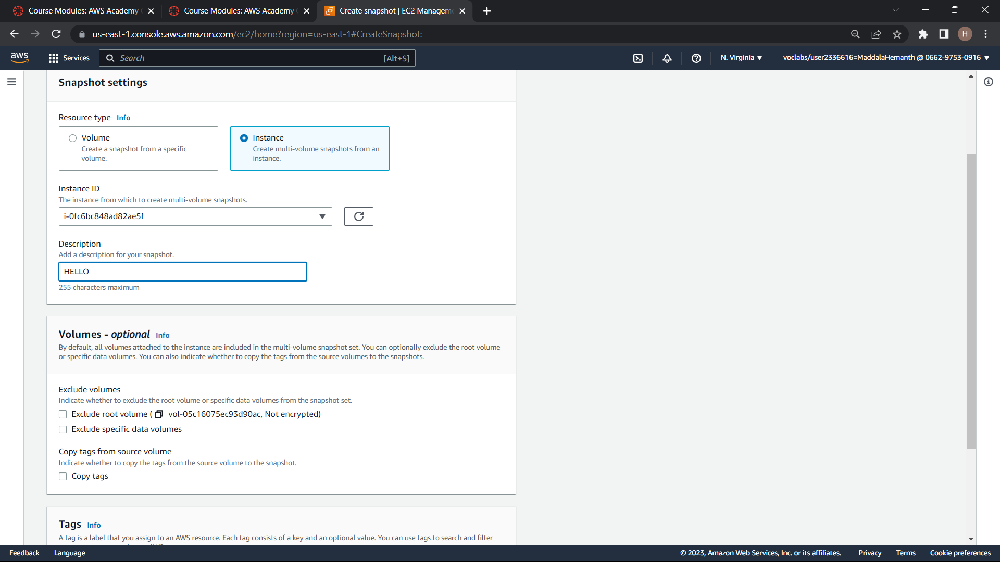 Course Modules: AWS Academy
Course Modules: AWS Academy
Create snapshot | EC2 Managem
us-east-1.console.aws.amazon.com/ec2/home?region=us-east-1#CreateSnapshot:
H
aws
Services
Search
[Alt+S]
N. Virginia
voclabs/user2336616=MaddalaHemanth @ 0662-9753-0916
Snapshot settings
Resource type Info
Volume
Create a snapshot from a specific
volume.
Instance
Create multi-volume snapshots from an
instance.
Instance ID
The instance from which to create multi-volume snapshots.
i-0fc6bc848ad82ae5f
Description
Add a description for your snapshot.
HELLO
255 characters maximum
Volumes - optional Info
By default, all volumes attached to the instance are included in the multi-volume snapshot set. You can optionally exclude the root volume
or specific data volumes. You can also indicate whether to copy the tags from the source volumes to the snapshots.
Exclude volumes
Indicate whether to exclude the root volume or specific data volumes from the snapshot set.
Exclude root volume ( vol-05c16075ec93d90ac, Not encrypted)
Exclude specific data volumes
Copy tags from source volume
Indicate whether to copy the tags from the source volume to the snapshot.
Copy tags
Tags Info
A tag is a label that you assign to an AWS resource. Each tag consists of a key and an optional value. You can use tags to search and filter
Feedback
Language
© 2023, Amazon Web Services, Inc. or its affiliates.
Privacy
Terms
Cookie preferences